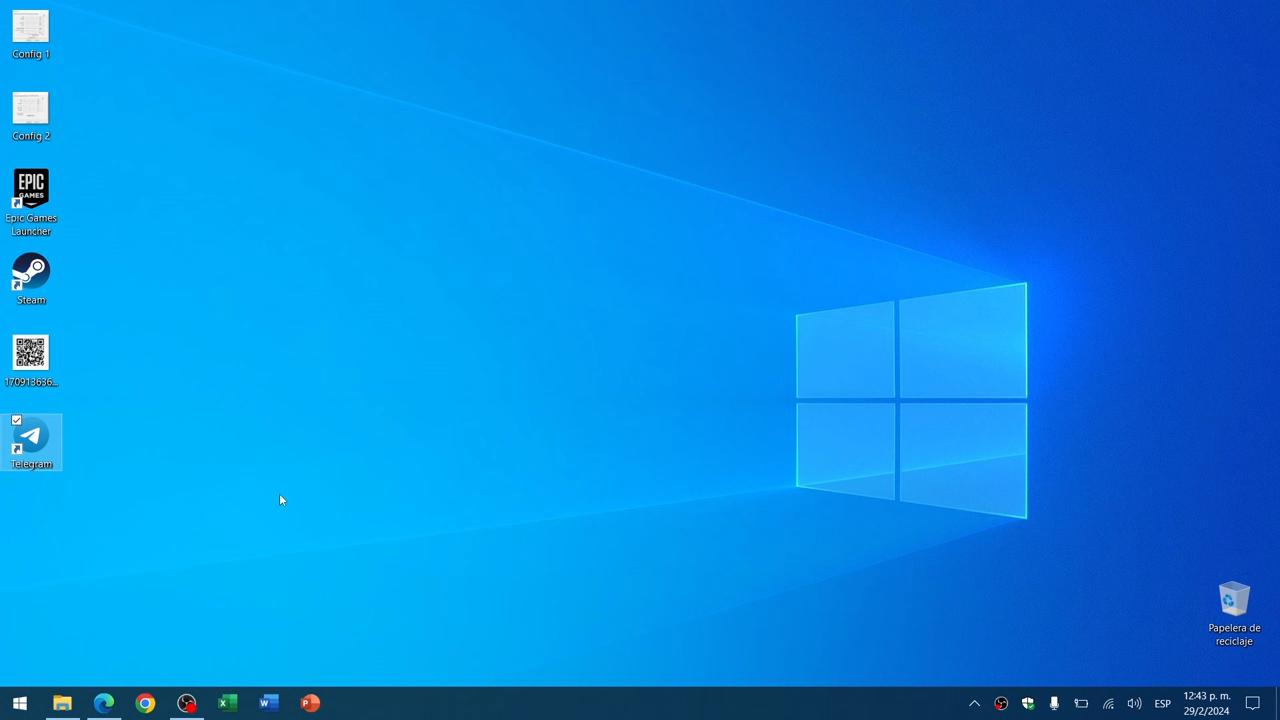 Config 1
Config 2
EPIC
GAMES
Epic Games
Launcher
Steam
170913636...
Telegram
Papelera de
reciclaje
ESP
12:43 p. m.
29/2/2024